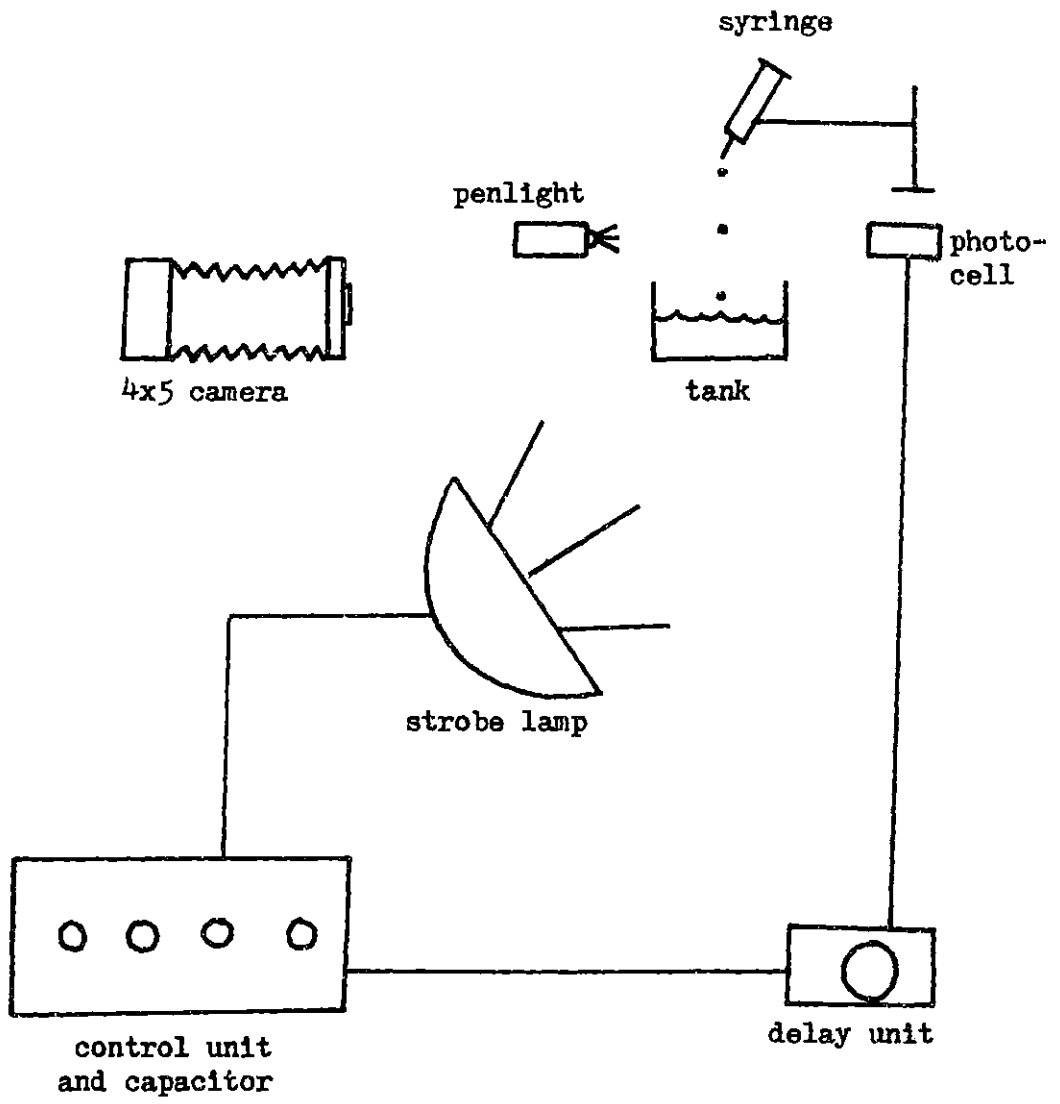 syringe
penlight
photo-
cell
4x5 camera
tank
strobe lamp
delay unit
control unit
and capacitor